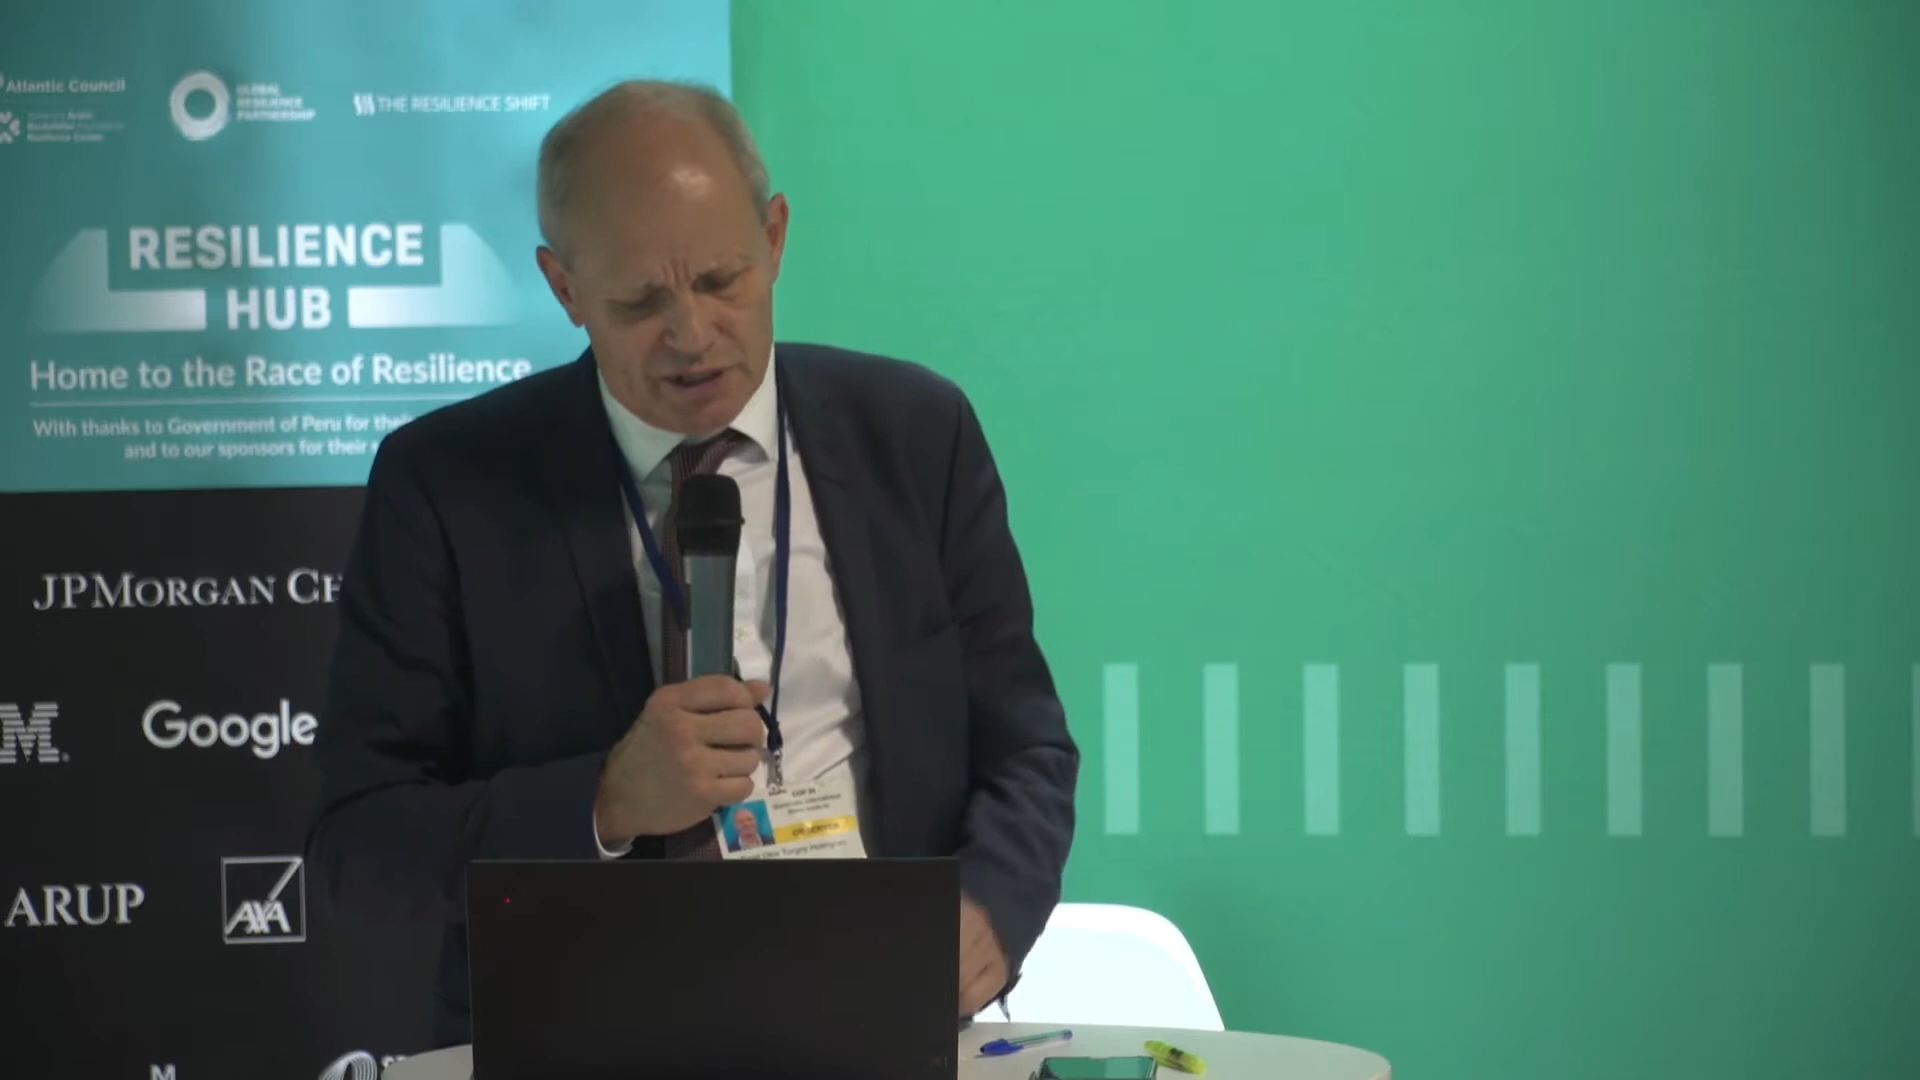 Atlantic Council
GLOBAL
RESILIENCE
PARTNERSHIP
THE RESILIENCE SHIFT
RESILIENCE
HUB
Home to the Race of Resilience
With thanks to Government of Peru for their
and to our sponsors for their
JPMORGAN CH
M
Google
ARUP
AXA
M